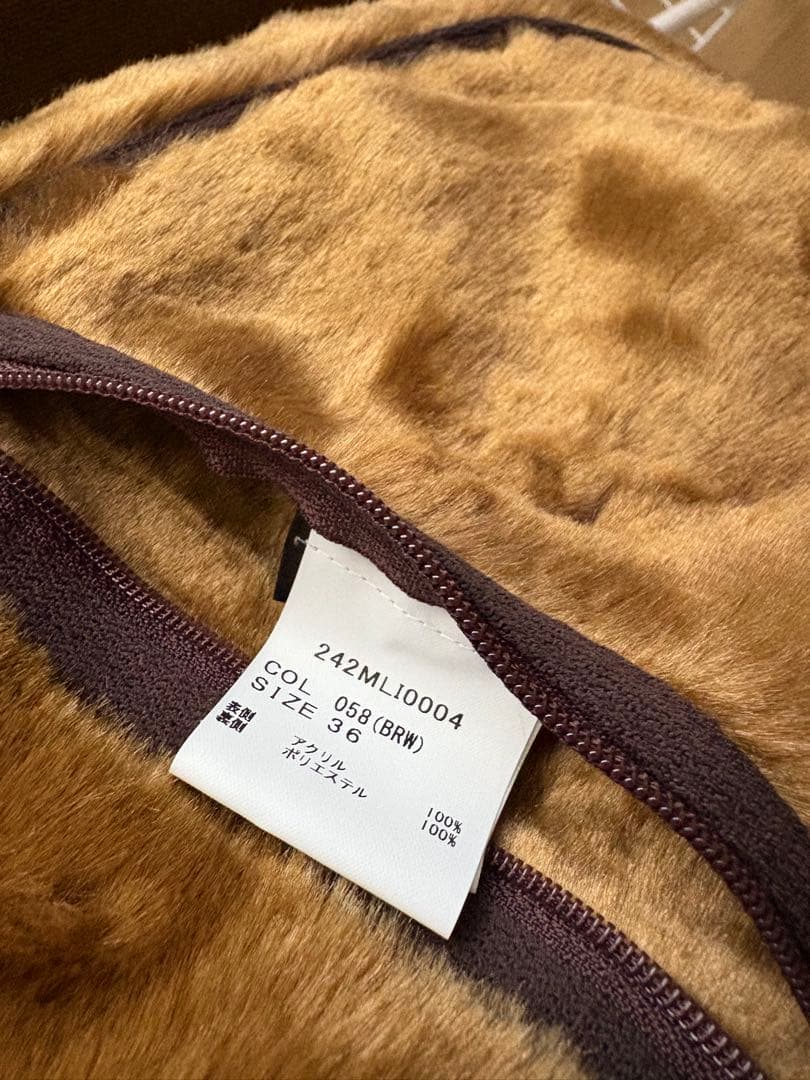 242MLI0004
COL 058(BRW)
SIZE 36
表側 アクリル 100%
裏側 ポリエステル 100%